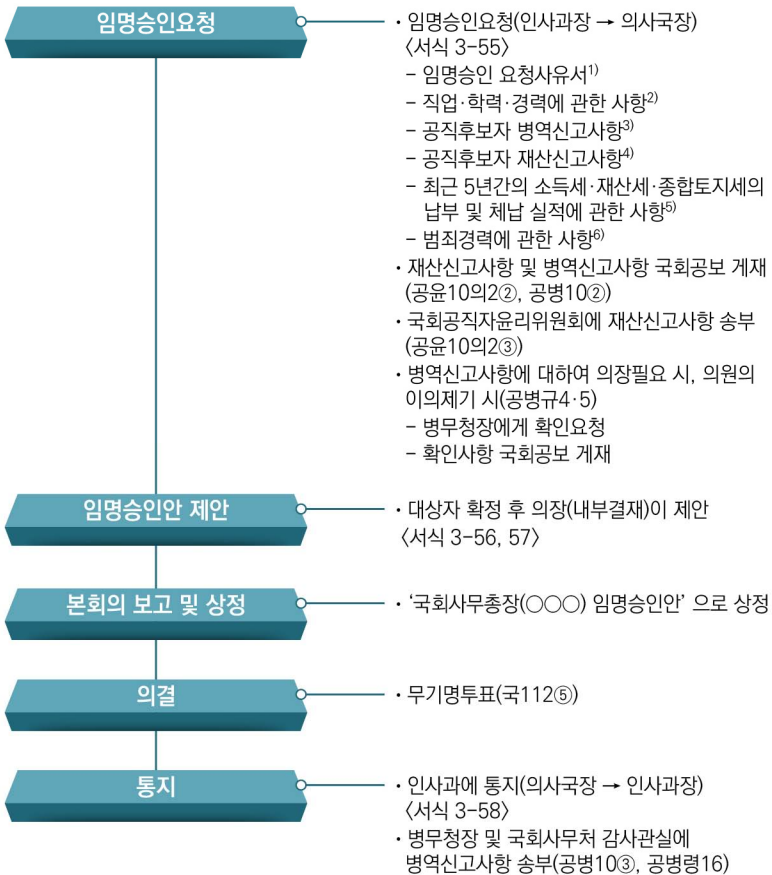 임명승인요청
· 임명승인요청(인사과장 → 의사국장)
〈서식 3-55〉
- 임명승인 요청사유서1)
- 직업·학력·경력에 관한 사항2)
- 공직후보자 병역신고사항3)
- 공직후보자 재산신고사항4)
- 최근 5년간의 소득세·재산세·종합토지세의
납부 및 체납 실적에 관한 사항5)
- 범죄경력에 관한 사항6)
· 재산신고사항 및 병역신고사항 국회공보 게재
(공윤10의2②, 공병10②)
· 국회공직자윤리위원회에 재산신고사항 송부
(공윤10의2③)
· 병역신고사항에 대하여 의장필요 시, 의원의
이의제기 시(공병규4·5)
- 병무청장에게 확인요청
- 확인사항 국회공보 게재
임명승인안 제안
· 대상자 확정 후 의장(내부결재)이 제안
〈서식 3-56, 57〉
본회의 보고 및 상정
· ‘국회사무총장(○○○) 임명승인안’ 으로 상정
의결
· 무기명투표(국112⑤)
통지
· 인사과에 통지(의사국장 → 인사과장)
〈서식 3-58〉
· 병무청장 및 국회사무처 감사관실에
병역신고사항 송부(공병10③, 공병령16)